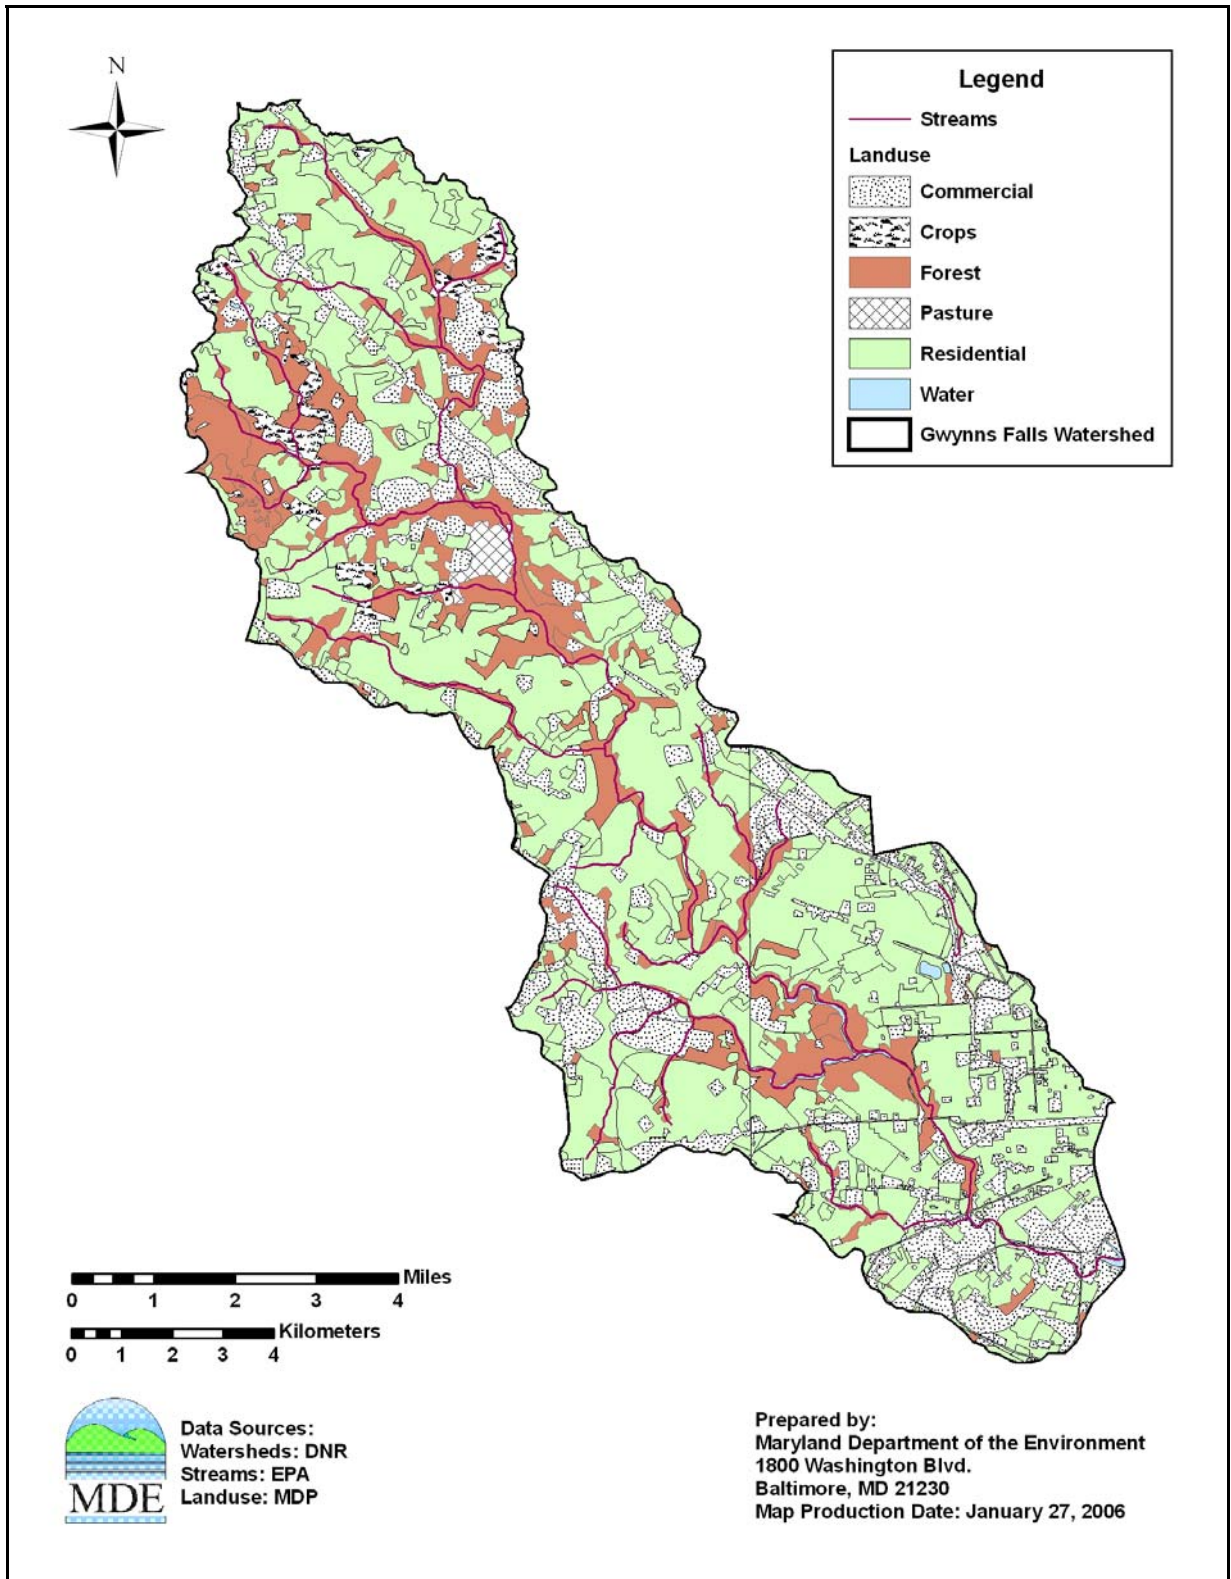 N
Legend
Streams
Landuse
Commercial
Crops
Forest
Pasture
Residential
Water
Gwynns Falls Watershed
Miles
0 1 2 3 4
Kilometers
0 1 2 3 4
MDE
Data Sources:
Watersheds: DNR
Streams: EPA
Landuse: MDP
Prepared by:
Maryland Department of the Environment
1800 Washington Blvd.
Baltimore, MD 21230
Map Production Date: January 27, 2006